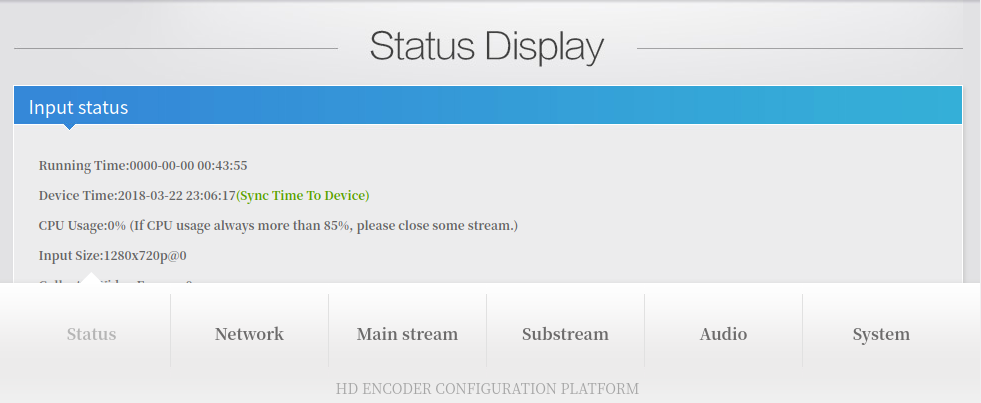 Status Display
Input status
Running Time:0000-00-00 00:43:55
Device Time:2018-03-22 23:06:17(Sync Time To Device)
CPU Usage:0% (If CPU usage always more than 85%, please close some stream.)
Input Size:1280x720p@0
Status
Network
Main stream
Substream
Audio
System
HD ENCODER CONFIGURATION PLATFORM